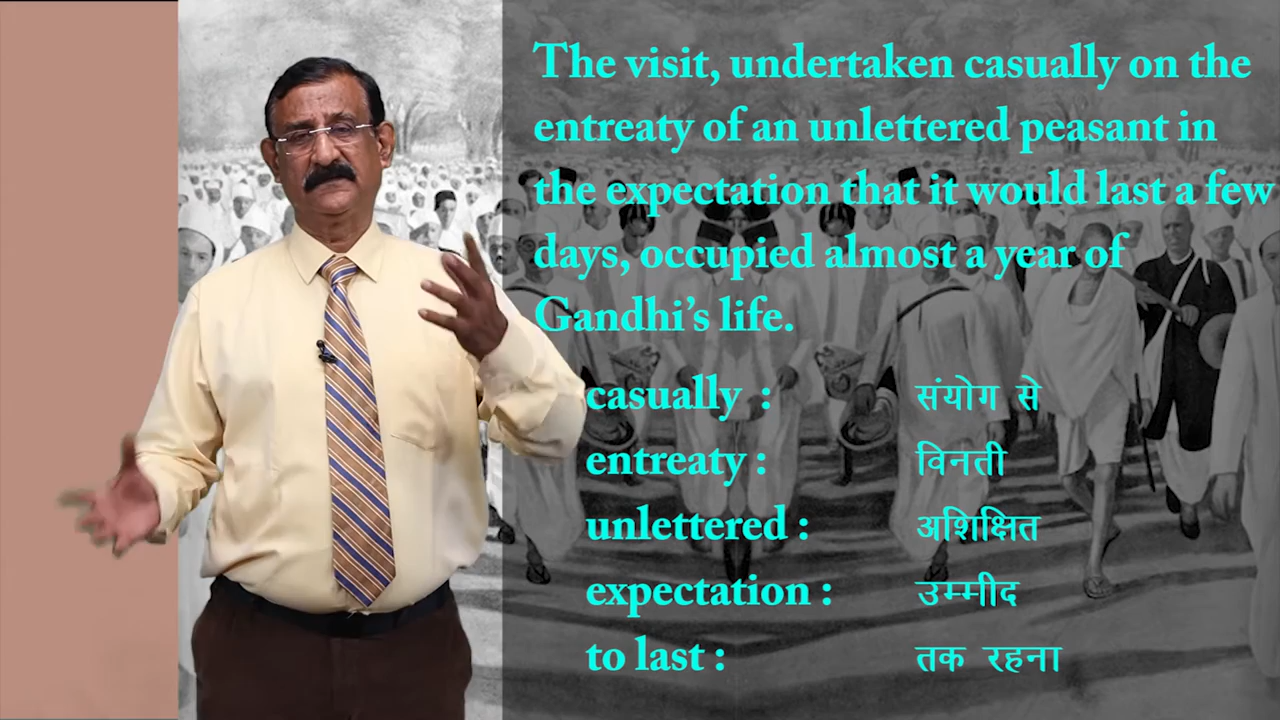 The visit, undertaken casually on the
entreaty of an unlettered peasant in
the expectation that it would last a few
days, occupied almost a year of
Gandhi's life.
casually : संयोग से
entreaty : विनती
unlettered : अशिक्षित
expectation : उम्मीद
to last : तक रहना